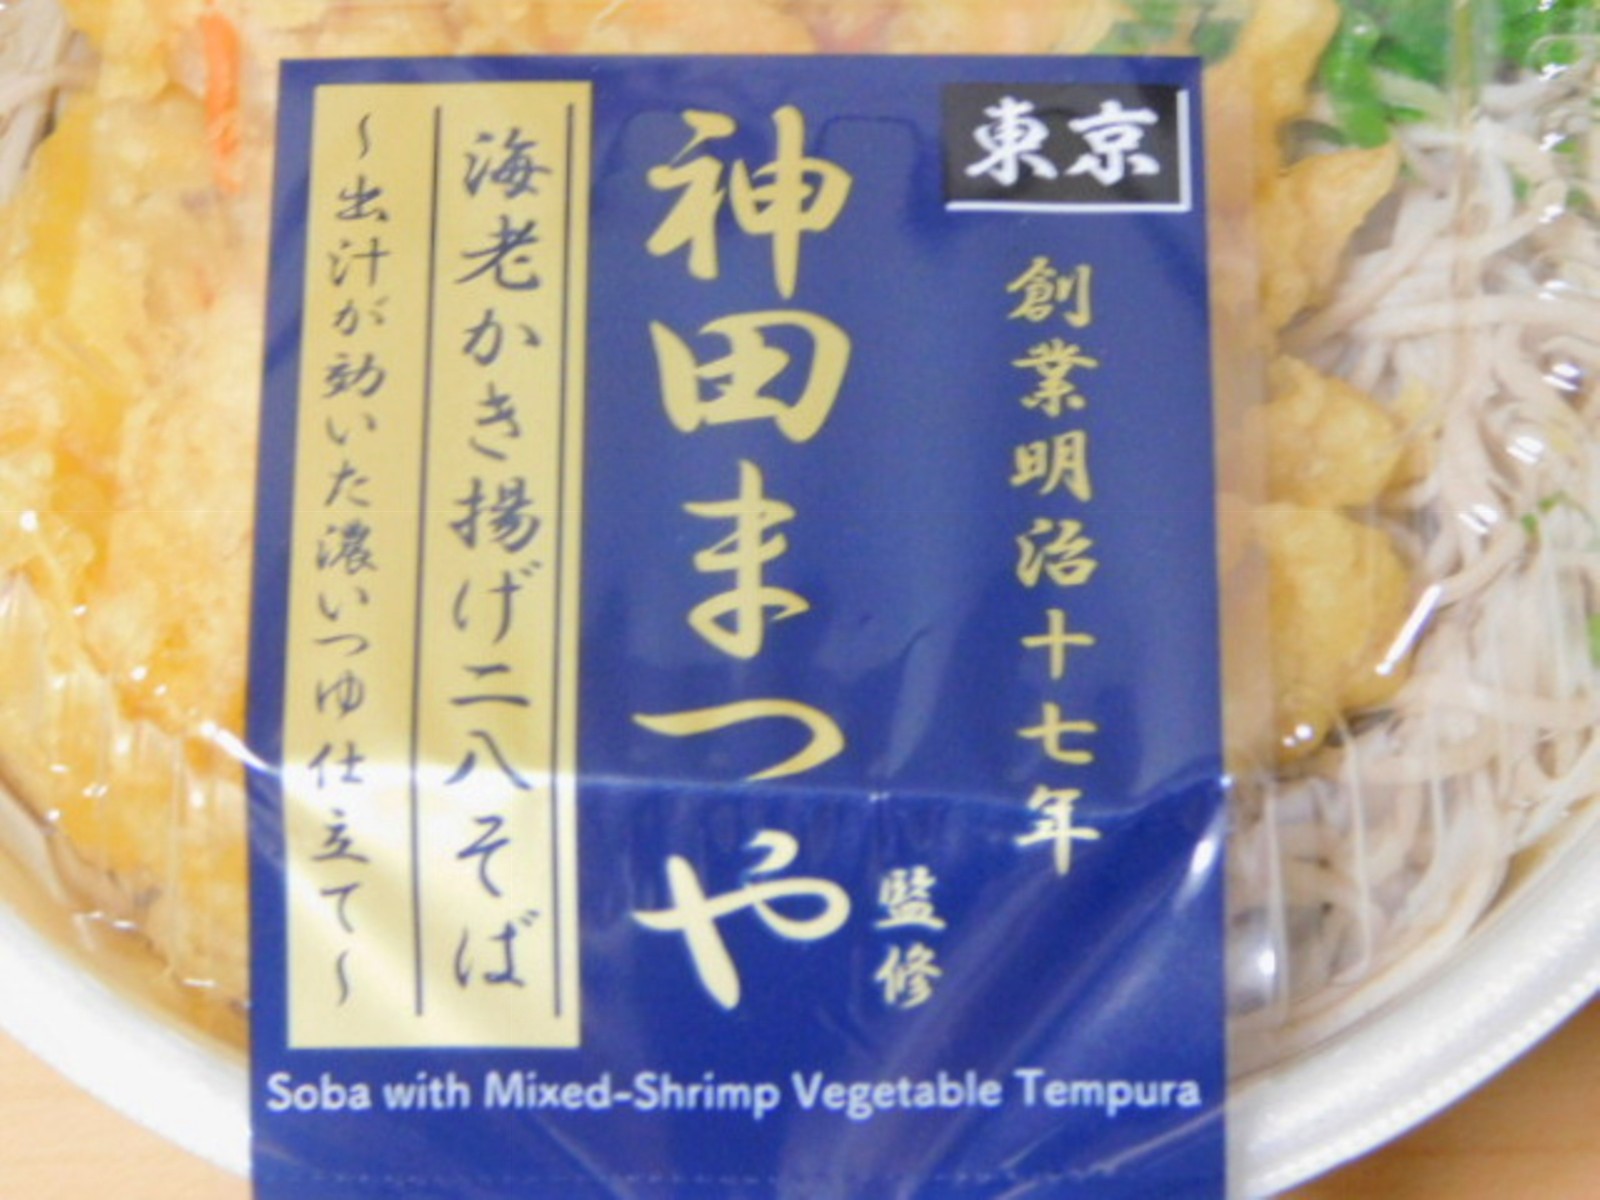 東京
創業明治十七年
神田まつや
監修
海老かき揚げ二八そば
～出汁が効いた濃いつゆ仕立て～
Soba with Mixed-Shrimp Vegetable Tempura